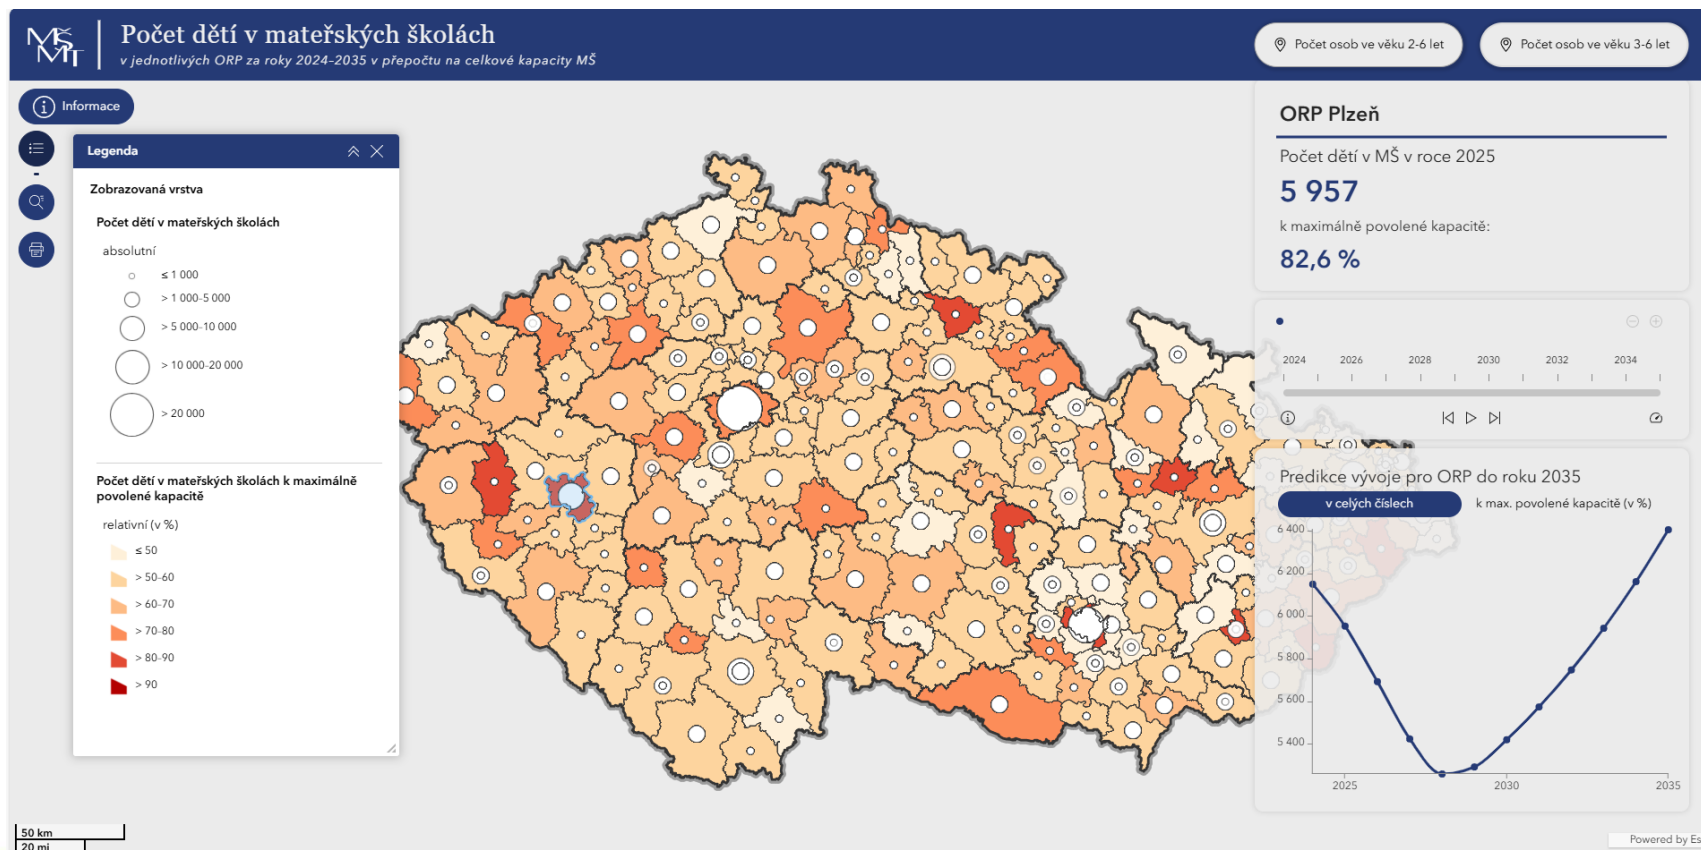 MŠMT
Počet dětí v mateřských školách
v jednotlivých ORP za roky 2024–2035 v přepočtu na celkové kapacity MŠ
Počet osob ve věku 2-6 let
Počet osob ve věku 3-6 let
Informace
Legenda
Zobrazovaná vrstva
Počet dětí v mateřských školách
absolutní
≤ 1 000
> 1 000-5 000
> 5 000-10 000
> 10 000-20 000
> 20 000
Počet dětí v mateřských školách k maximálně
povolené kapacitě
relativní (v %)
≤ 50
> 50-60
> 60-70
> 70-80
> 80-90
> 90
50 km
20 mi
ORP Plzeň
Počet dětí v MŠ v roce 2025
5 957
k maximálně povolené kapacitě:
82,6 %
2024 2026 2028 2030 2032 2034
Predikce vývoje pro ORP do roku 2035
v celých číslech
k max. povolené kapacitě (v %)
6 400
6 200
6 000
5 800
5 600
5 400
2025 2030 2035
Powered by Es